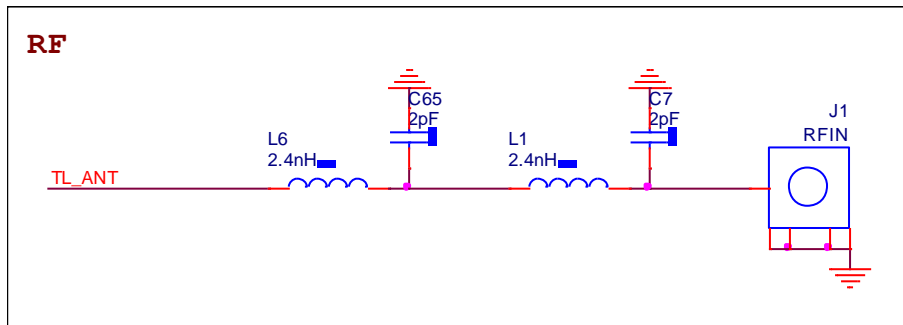 RF
C65
2pF
C7
2pF
J1
RFIN
L6
2.4nH
L1
2.4nH
TL_ANT